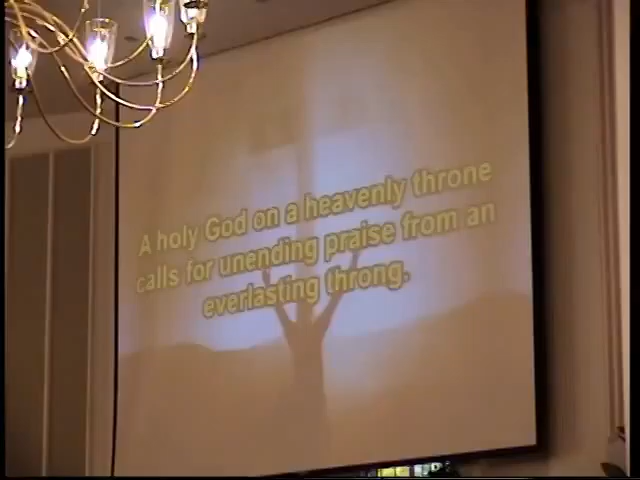 A holy God on a heavenly throne
calls for unending praise from an
everlasting throng.